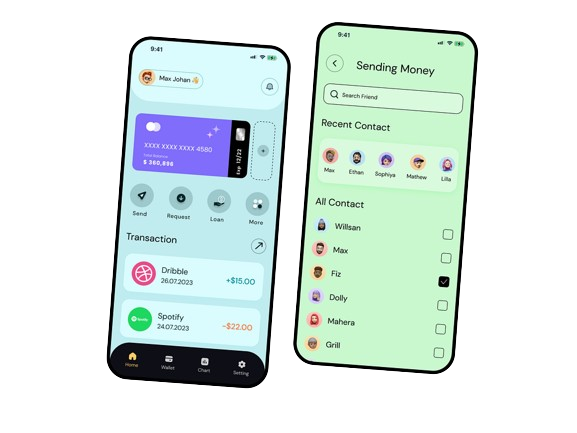 9:41
Max Johan 👋
XXXX XXXX XXXX 4580
Total Balance
$ 360,898
Exp 12/23
Send
Request
Loan
More
Transaction
Dribble
26.07.2023
+$15.00
Spotify
24.07.2023
-$22.00
Home
Wallet
Chart
Setting
9:41
Sending Money
Search Friend
Recent Contact
Max
Ethan
Sophiya
Mathew
Lilla
All Contact
Willsan
Max
Fiz
Dolly
Mahera
Grill